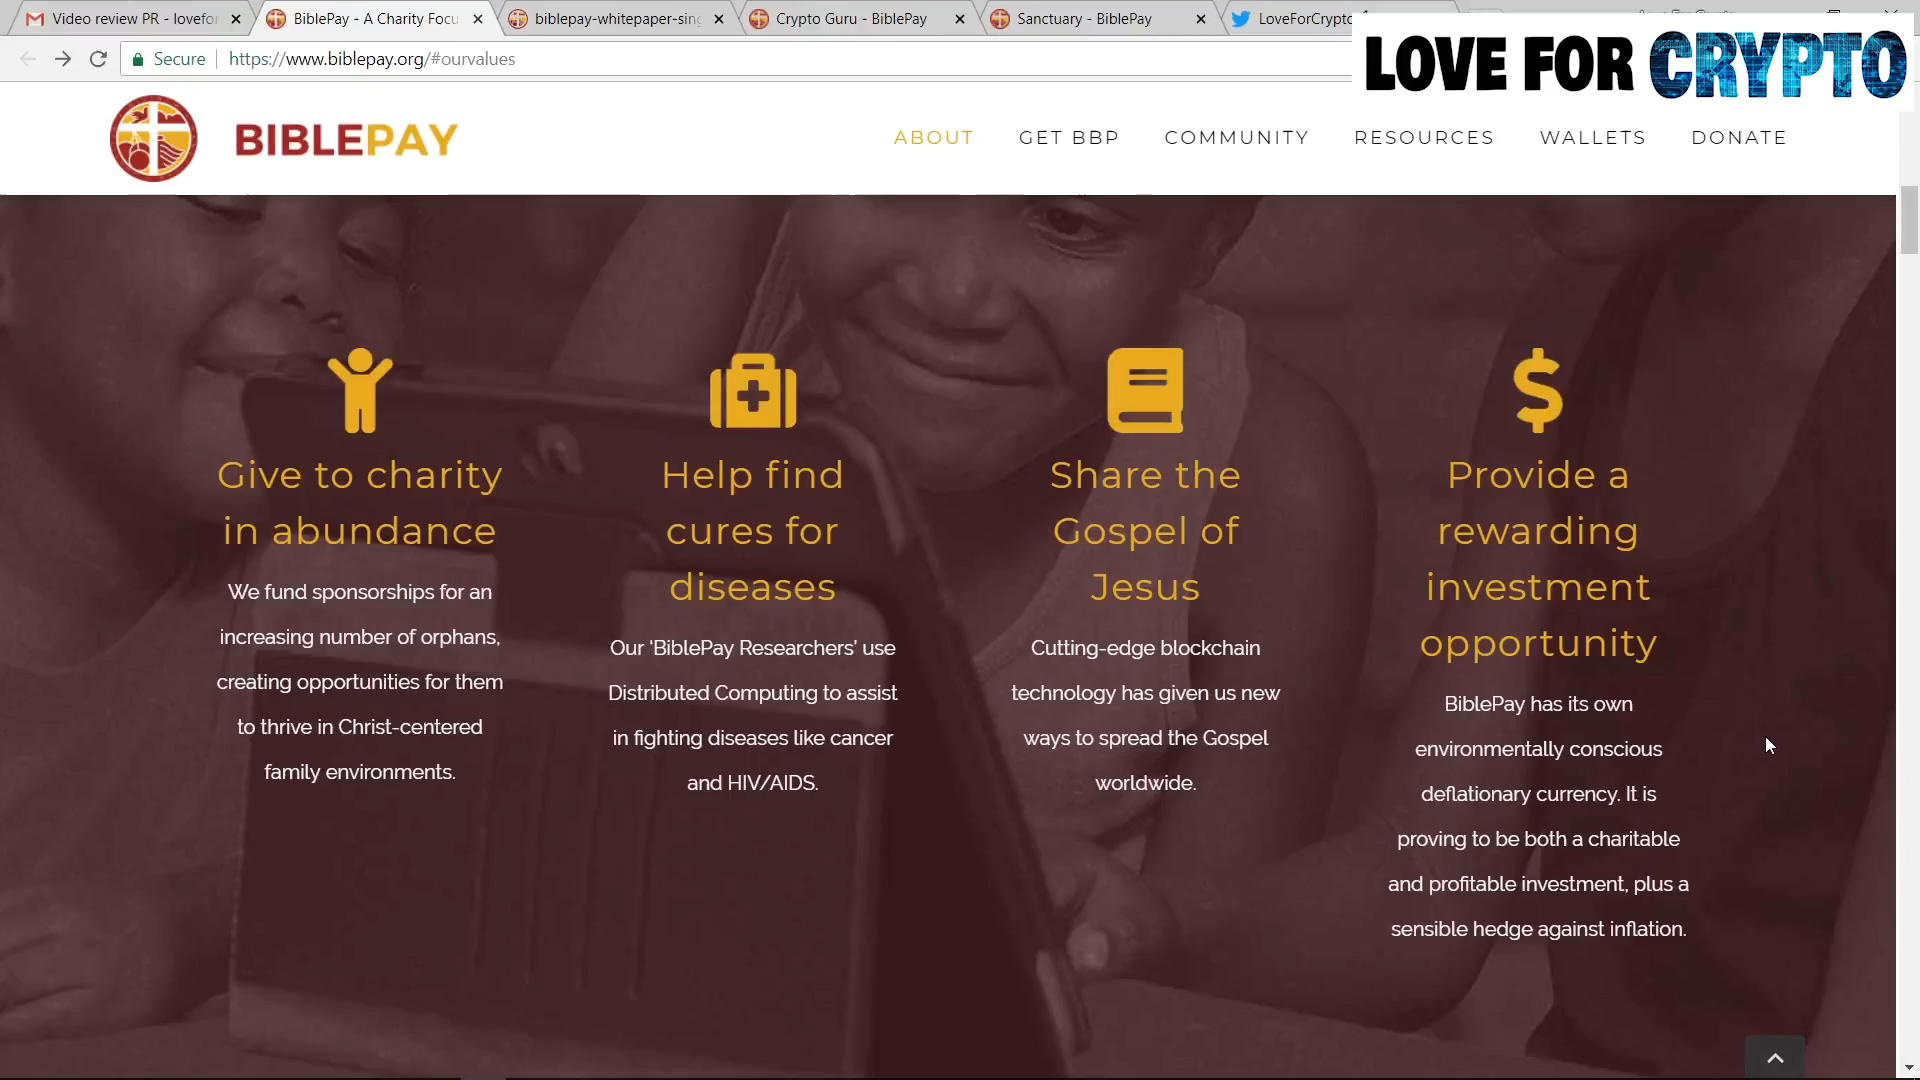 Video review PR - lovefor
BiblePay - A Charity Focu
biblepay-whitepaper-sing
Crypto Guru - BiblePay
Sanctuary - BiblePay
LoveForCrypto
Secure
https://www.biblepay.org/#ourvalues
LOVE FOR CRYPTO
BIBLEPAY
ABOUT
GET BBP
COMMUNITY
RESOURCES
WALLETS
DONATE
Give to charity
in abundance
We fund sponsorships for an
increasing number of orphans,
creating opportunities for them
to thrive in Christ-centered
family environments.
Help find
cures for
diseases
Our 'BiblePay Researchers' use
Distributed Computing to assist
in fighting diseases like cancer
and HIV/AIDS.
Share the
Gospel of
Jesus
Cutting-edge blockchain
technology has given us new
ways to spread the Gospel
worldwide.
Provide a
rewarding
investment
opportunity
BiblePay has its own
environmentally conscious
deflationary currency. It is
proving to be both a charitable
and profitable investment, plus a
sensible hedge against inflation.